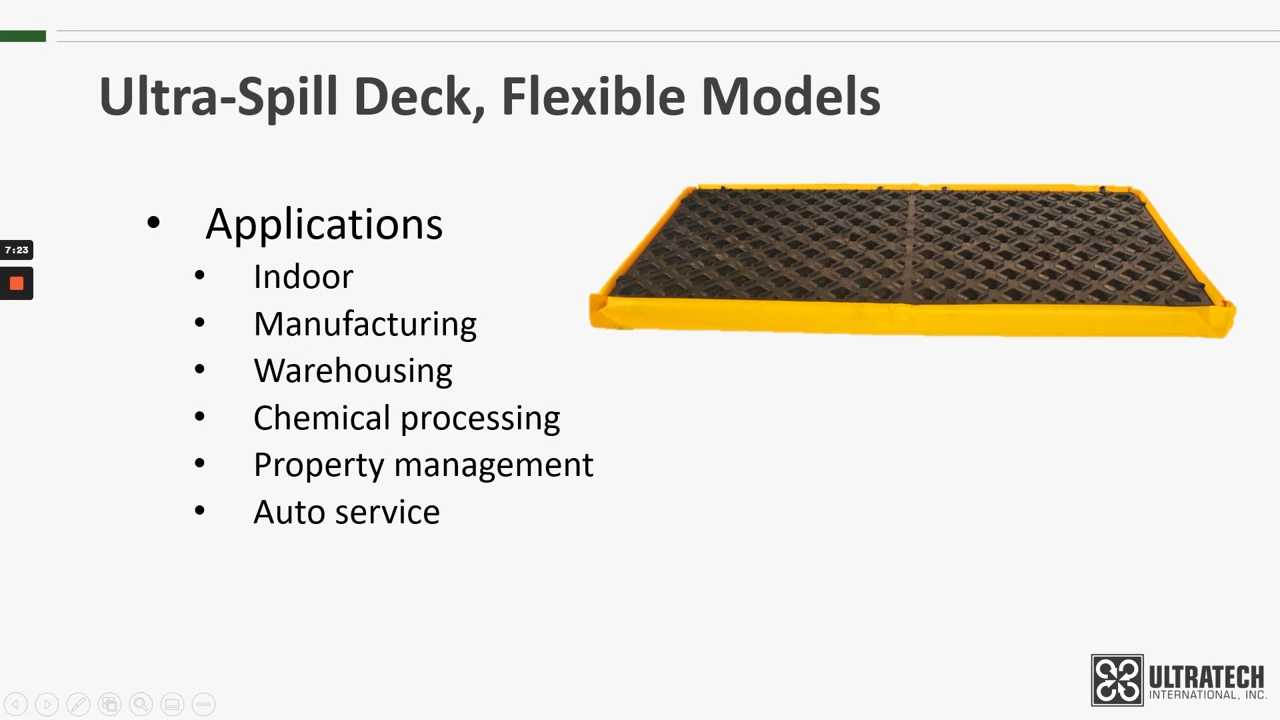 Ultra-Spill Deck, Flexible Models
• Applications
• Indoor
• Manufacturing
• Warehousing
• Chemical processing
• Property management
• Auto service
7:23
ULTRATECH
INTERNATIONAL, INC.